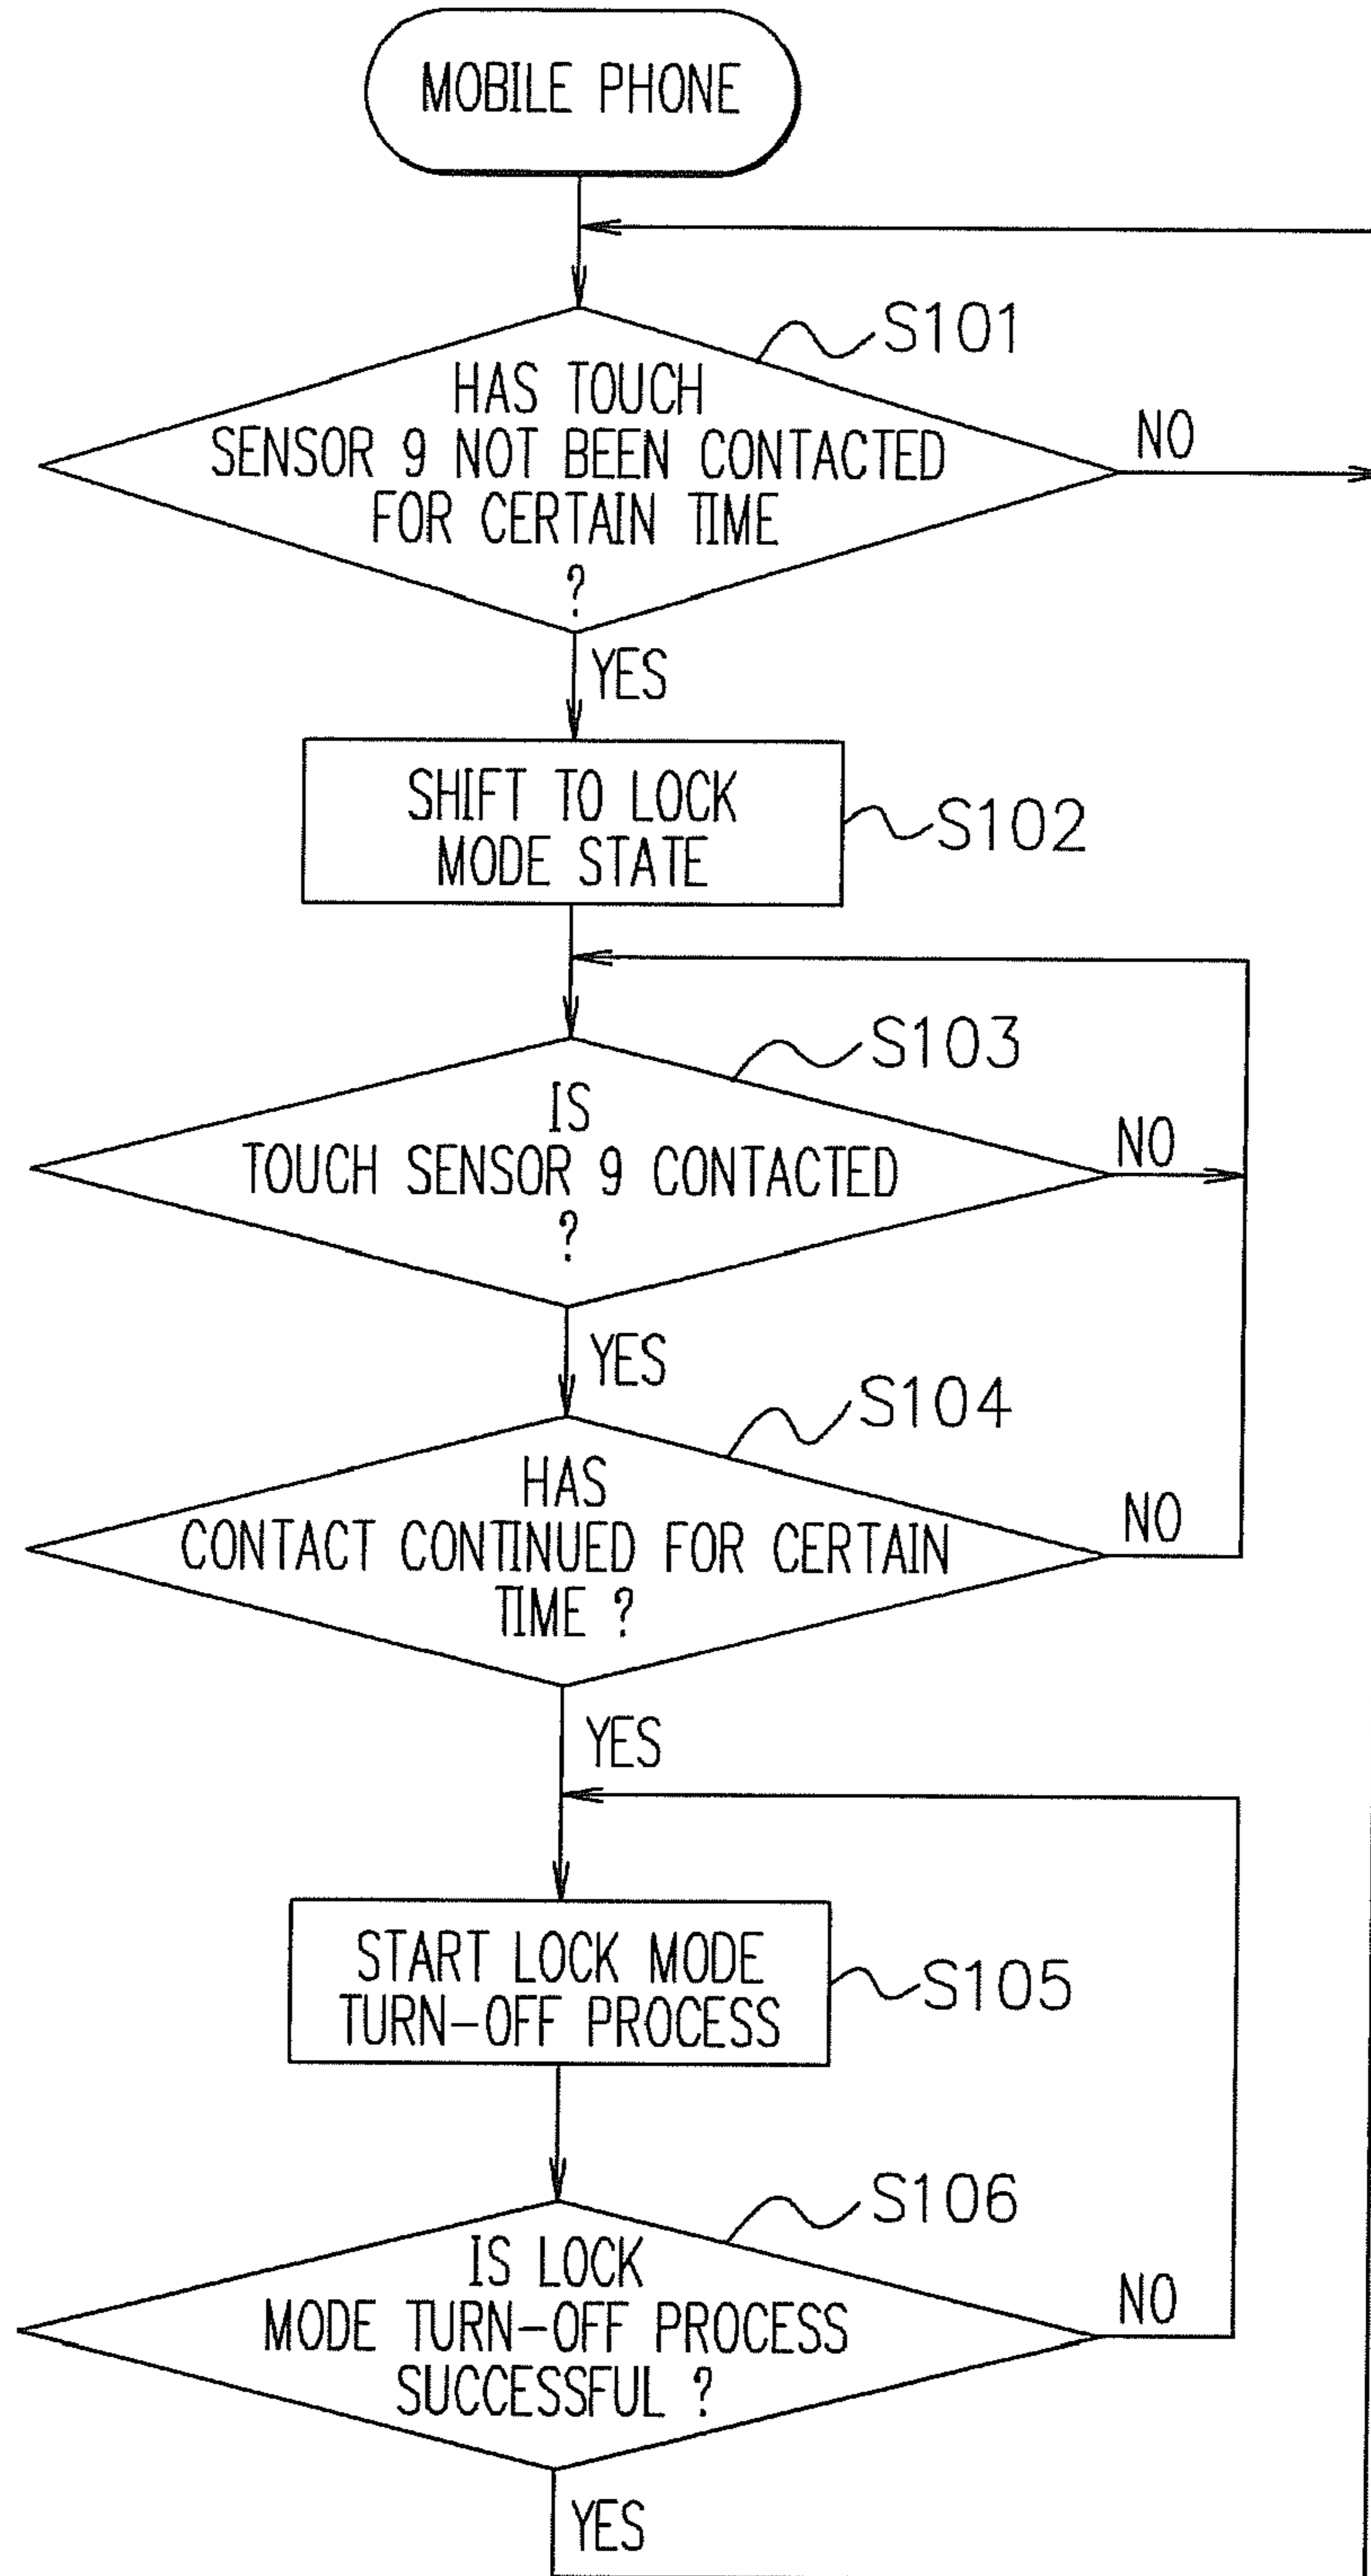 MOBILE PHONE
S101
HAS TOUCH
SENSOR 9 NOT BEEN CONTACTED
FOR CERTAIN TIME
?
NO
YES
SHIFT TO LOCK
MODE STATE
S102
S103
IS
TOUCH SENSOR 9 CONTACTED
?
NO
YES
S104
HAS
CONTACT CONTINUED FOR CERTAIN
TIME ?
NO
YES
START LOCK MODE
TURN-OFF PROCESS
S105
S106
IS LOCK
MODE TURN-OFF PROCESS
SUCCESSFUL ?
NO
YES